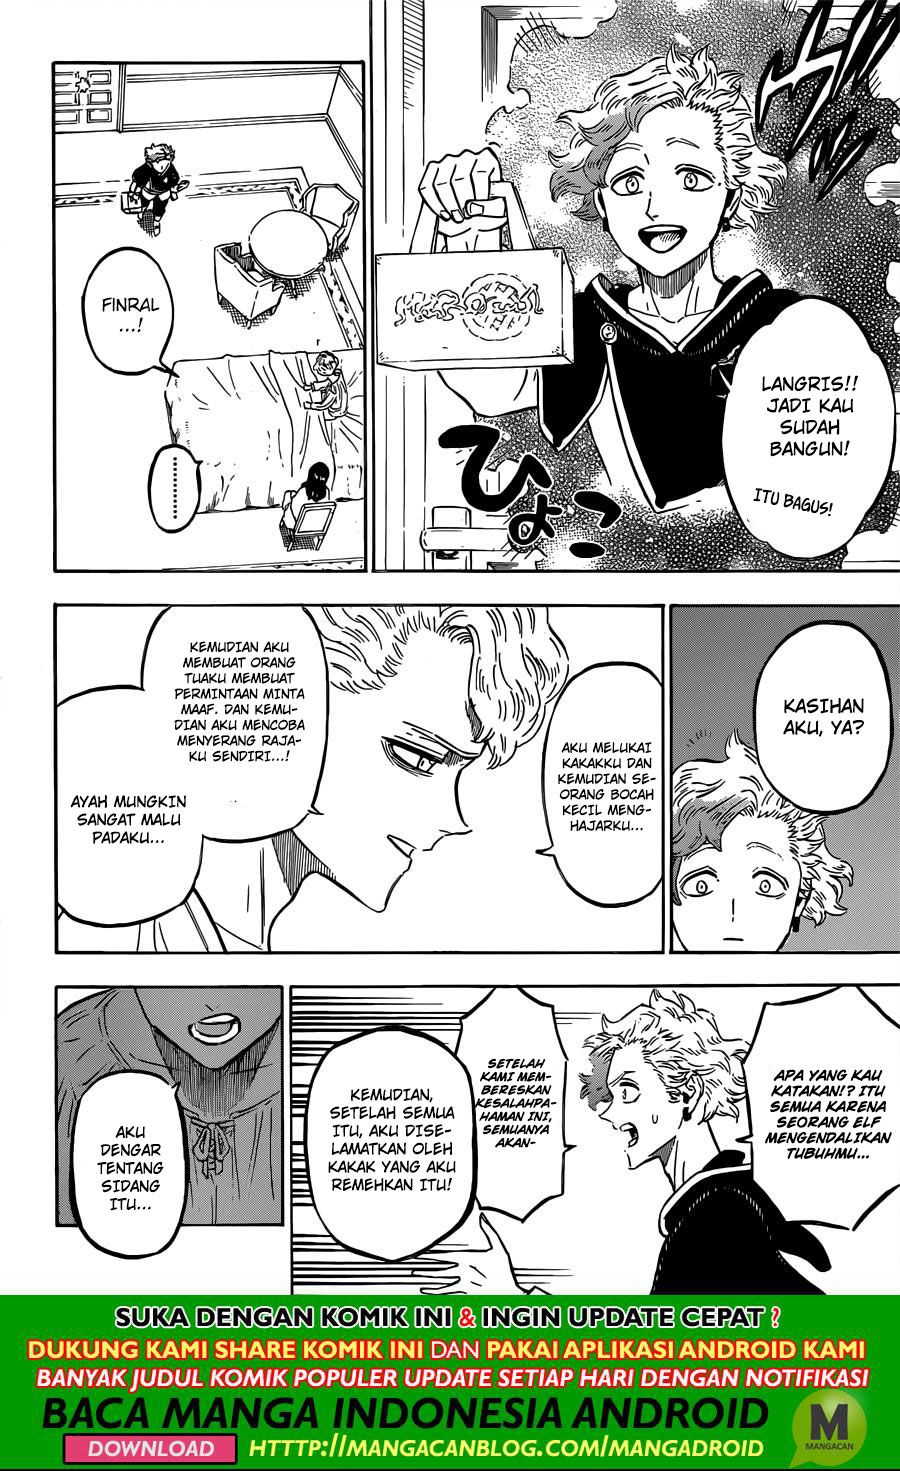 LANGRIS!!
JADI KAU
SUDAH
BANGUN!
ITU BAGUS!
ひょこっ
FINRAL
...!
..........
KASIHAN
AKU, YA?
AKU MELUKAI
KAKAKKU DAN
KEMUDIAN SE-
ORANG BOCAH
KECIL MENG-
HAJARKU...
KEMUDIAN AKU
MEMBUAT ORANG
TUAKU MEMBUAT
PERMINTAAN MINTA
MAAF. DAN KEMU-
DIAN AKU MENCOBA
MENYERANG RAJA-
KU SENDIRI...!
AYAH MUNGKIN
SANGAT MALU
PADAKU...
APA YANG KAU
KATAKAN!? ITU
SEMUA KARENA
SEORANG ELF
MENGENDALIKAN
TUBUHMU...
SETELAH
KAMI MEM-
BERESKAN
KESALAHPA-
HAMAN INI,
SEMUANYA
AKAN-
KEMUDIAN,
SETELAH SEMUA
ITU, AKU DISE-
LAMATKAN OLEH
KAKAK YANG AKU
REMEHKAN ITU!
AKU
DENGAR
TENTANG
SIDANG
ITU...
SUKA DENGAN KOMIK INI & INGIN UPDATE CEPAT ?
DUKUNG KAMI SHARE KOMIK INI DAN PAKAI APLIKASI ANDROID KAMI
BANYAK JUDUL KOMIK POPULER UPDATE SETIAP HARI DENGAN NOTIFIKASI
BACA MANGA INDONESIA ANDROID
DOWNLOAD
HTTTP://MANGACANBLOG.COM/MANGADROID
M
MANGACAN